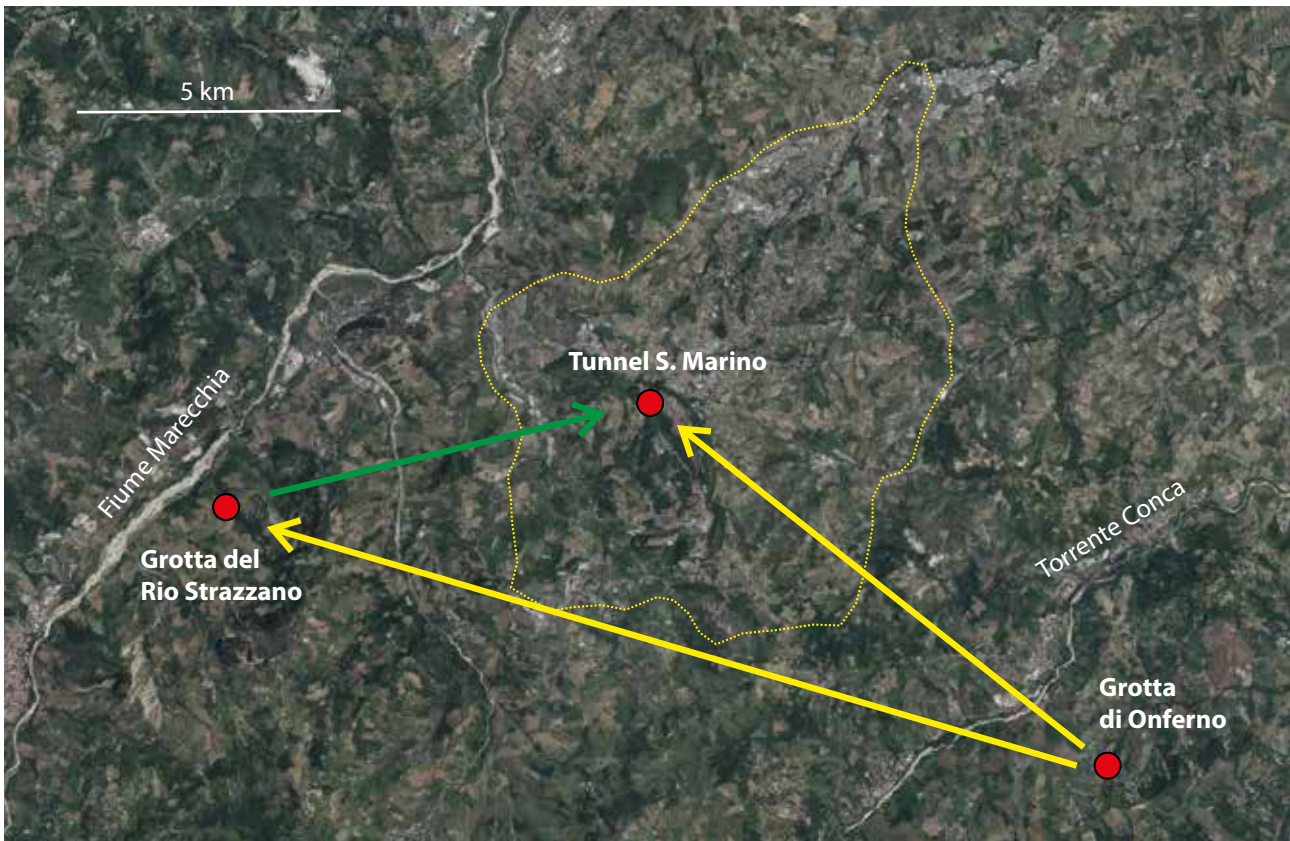 5 km
Tunnel S. Marino
Fiume Marecchia
Grotta del
Rio Strazzano
Torrente Conca
Grotta
di Onferno